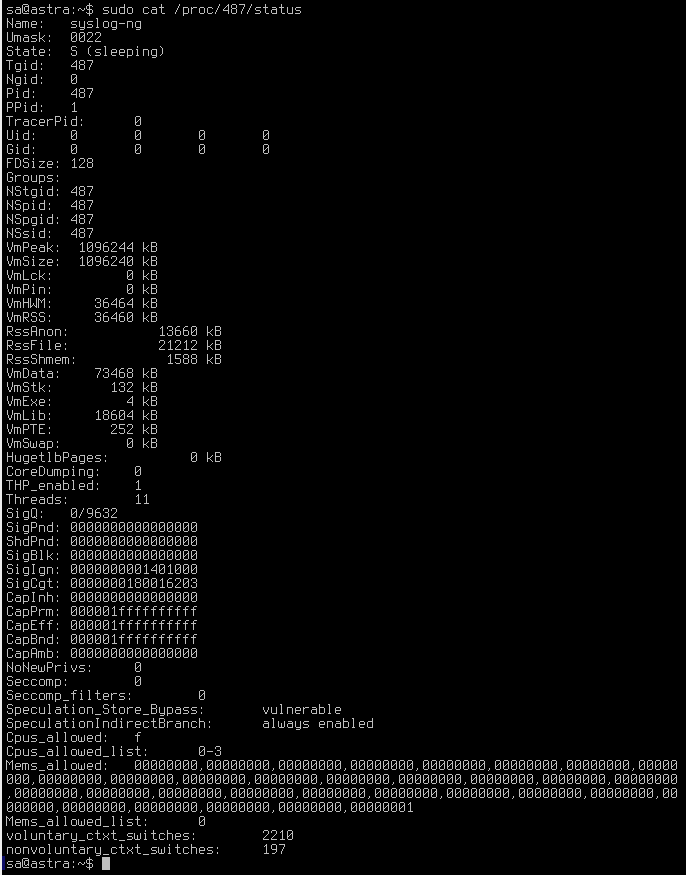 sa@astra:~$ sudo cat /proc/487/status
Name:   syslog-ng
Umask:  0022
State:  S (sleeping)
Tgid:   487
Ngid:   0
Pid:    487
PPid:   1
TracerPid:      0
Uid:    0       0       0       0
Gid:    0       0       0       0
FDSize: 128
Groups:
NStgid: 487
NSpid:  487
NSpgid: 487
NSsid:  487
VmPeak:  1096244 kB
VmSize:  1096240 kB
VmLck:         0 kB
VmPin:         0 kB
VmHWM:     36464 kB
VmRSS:     36460 kB
RssAnon:           13660 kB
RssFile:           21212 kB
RssShmem:           1588 kB
VmData:    73468 kB
VmStk:       132 kB
VmExe:         4 kB
VmLib:     18604 kB
VmPTE:       252 kB
VmSwap:        0 kB
HugetlbPages:          0 kB
CoreDumping:    0
THP_enabled:    1
Threads:        11
SigQ:   0/9632
SigPnd: 0000000000000000
ShdPnd: 0000000000000000
SigBlk: 0000000000000000
SigIgn: 0000000001401000
SigCgt: 0000000180016203
CapInh: 0000000000000000
CapPrm: 000001ffffffffff
CapEff: 000001ffffffffff
CapBnd: 000001ffffffffff
CapAmb: 0000000000000000
NoNewPrivs:     0
Seccomp:        0
Seccomp_filters:        0
Speculation_Store_Bypass:       vulnerable
SpeculationIndirectBranch:      always enabled
Cpus_allowed:   f
Cpus_allowed_list:      0-3
Mems_allowed:   00000000,00000000,00000000,00000000,00000000,00000000,00000000,00000
000,00000000,00000000,00000000,00000000,00000000,00000000,00000000,00000000,00000000
,00000000,00000000,00000000,00000000,00000000,00000000,00000000,00000000,00000000,00
000000,00000000,00000000,00000000,00000000,00000001
Mems_allowed_list:      0
voluntary_ctxt_switches:        2210
nonvoluntary_ctxt_switches:     197
sa@astra:~$